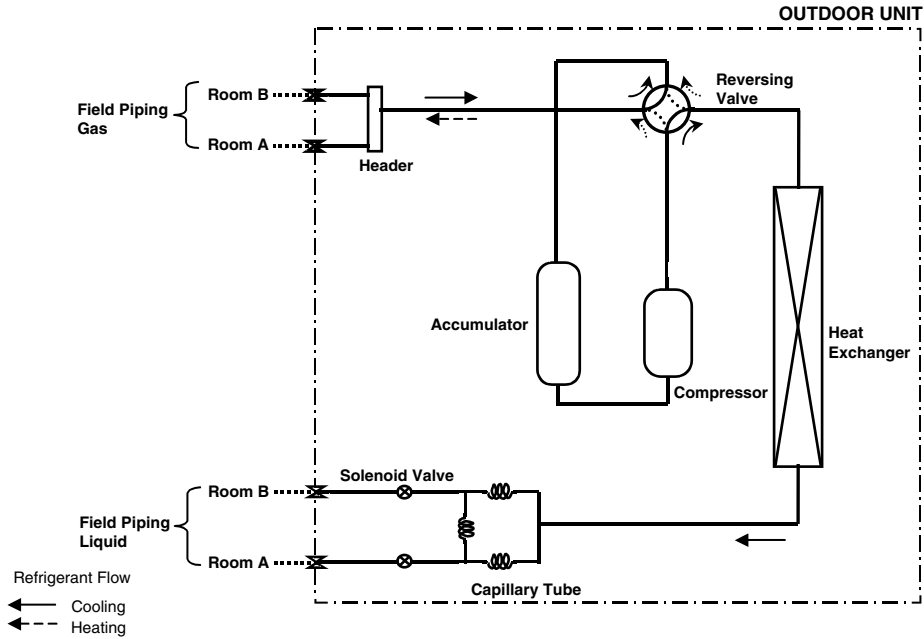 OUTDOOR UNIT
Reversing
Valve
Room B
Field Piping
Gas
Room A
Header
Accumulator
Heat
Exchanger
Compressor
Solenoid Valve
Room B
Field Piping
Liquid
Room A
Capillary Tube
Refrigerant Flow
Cooling
Heating